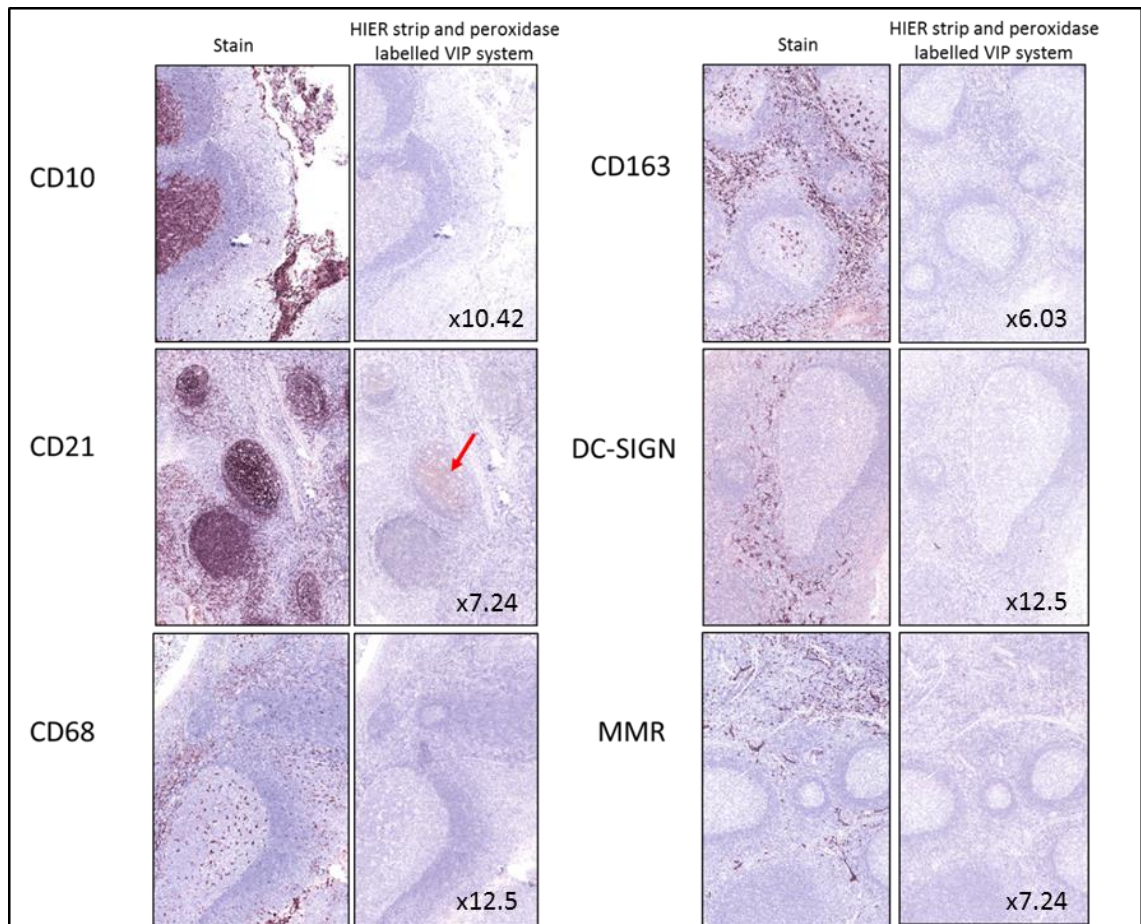 Stain
HIER strip and peroxidase
labelled VIP system
Stain
HIER strip and peroxidase
labelled VIP system
CD10
x10.42
CD163
x6.03
CD21
x7.24
DC-SIGN
x12.5
CD68
x12.5
MMR
x7.24